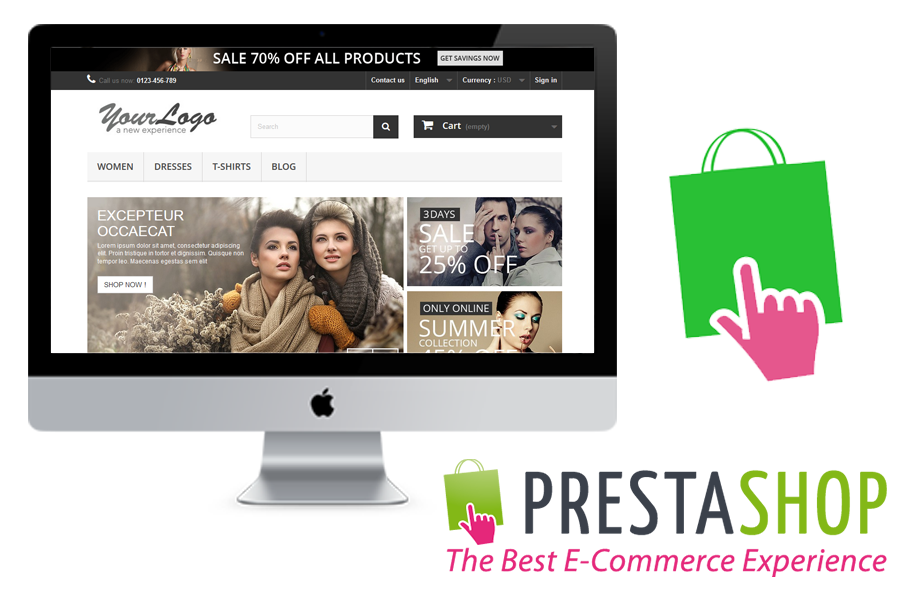 SALE 70% OFF ALL PRODUCTS
GET SAVINGS NOW
Call us now: 0123-456-789
Contact us
English
Currency : USD
Sign in
YourLogo
a new experience
Search
Cart (empty)
WOMEN
DRESSES
T-SHIRTS
BLOG
EXCEPTEUR
OCCAECAT
Lorem ipsum dolor sit amet, consectetur adipiscing
elit. Proin tristique in tortor et dignissim. Quisque non
tempor leo. Maecenas egestas sem elit
SHOP NOW !
3 DAYS
SALE
GET UP TO
25% OFF
ONLY ONLINE
SUMMER
COLLECTION
45% OFF
PRESTASHOP
The Best E-Commerce Experience